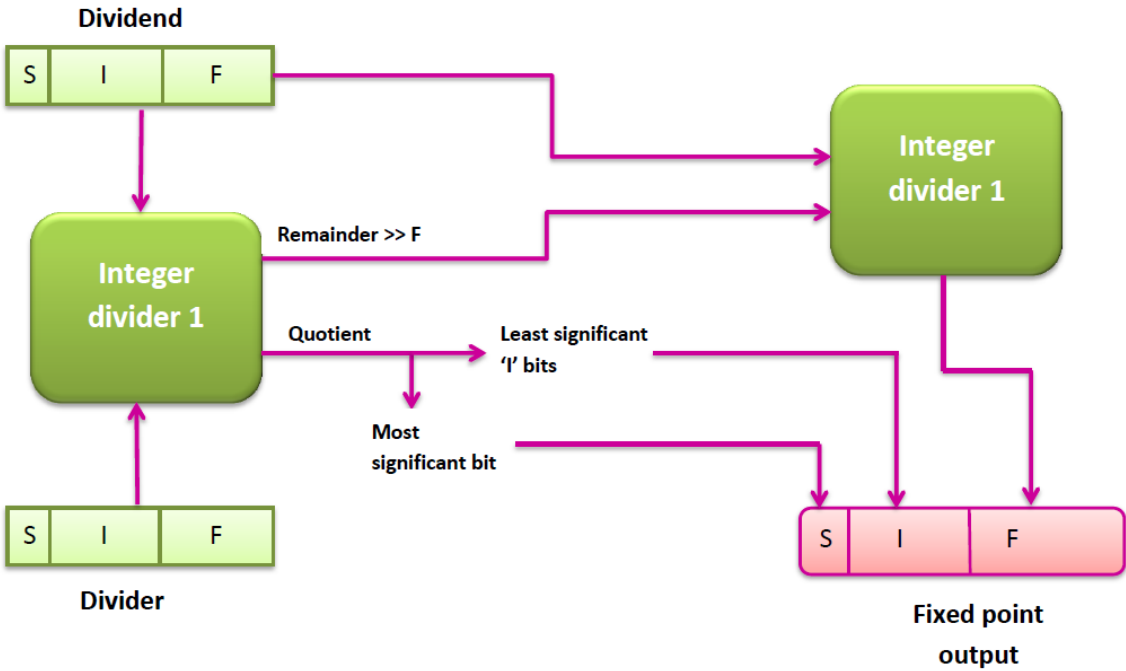 Dividend
S I F
Integer
divider 1
Remainder >> F
Integer
divider 1
Quotient
Least significant
‘I’ bits
Most
significant bit
S I F
Divider
S I F
Fixed point
output